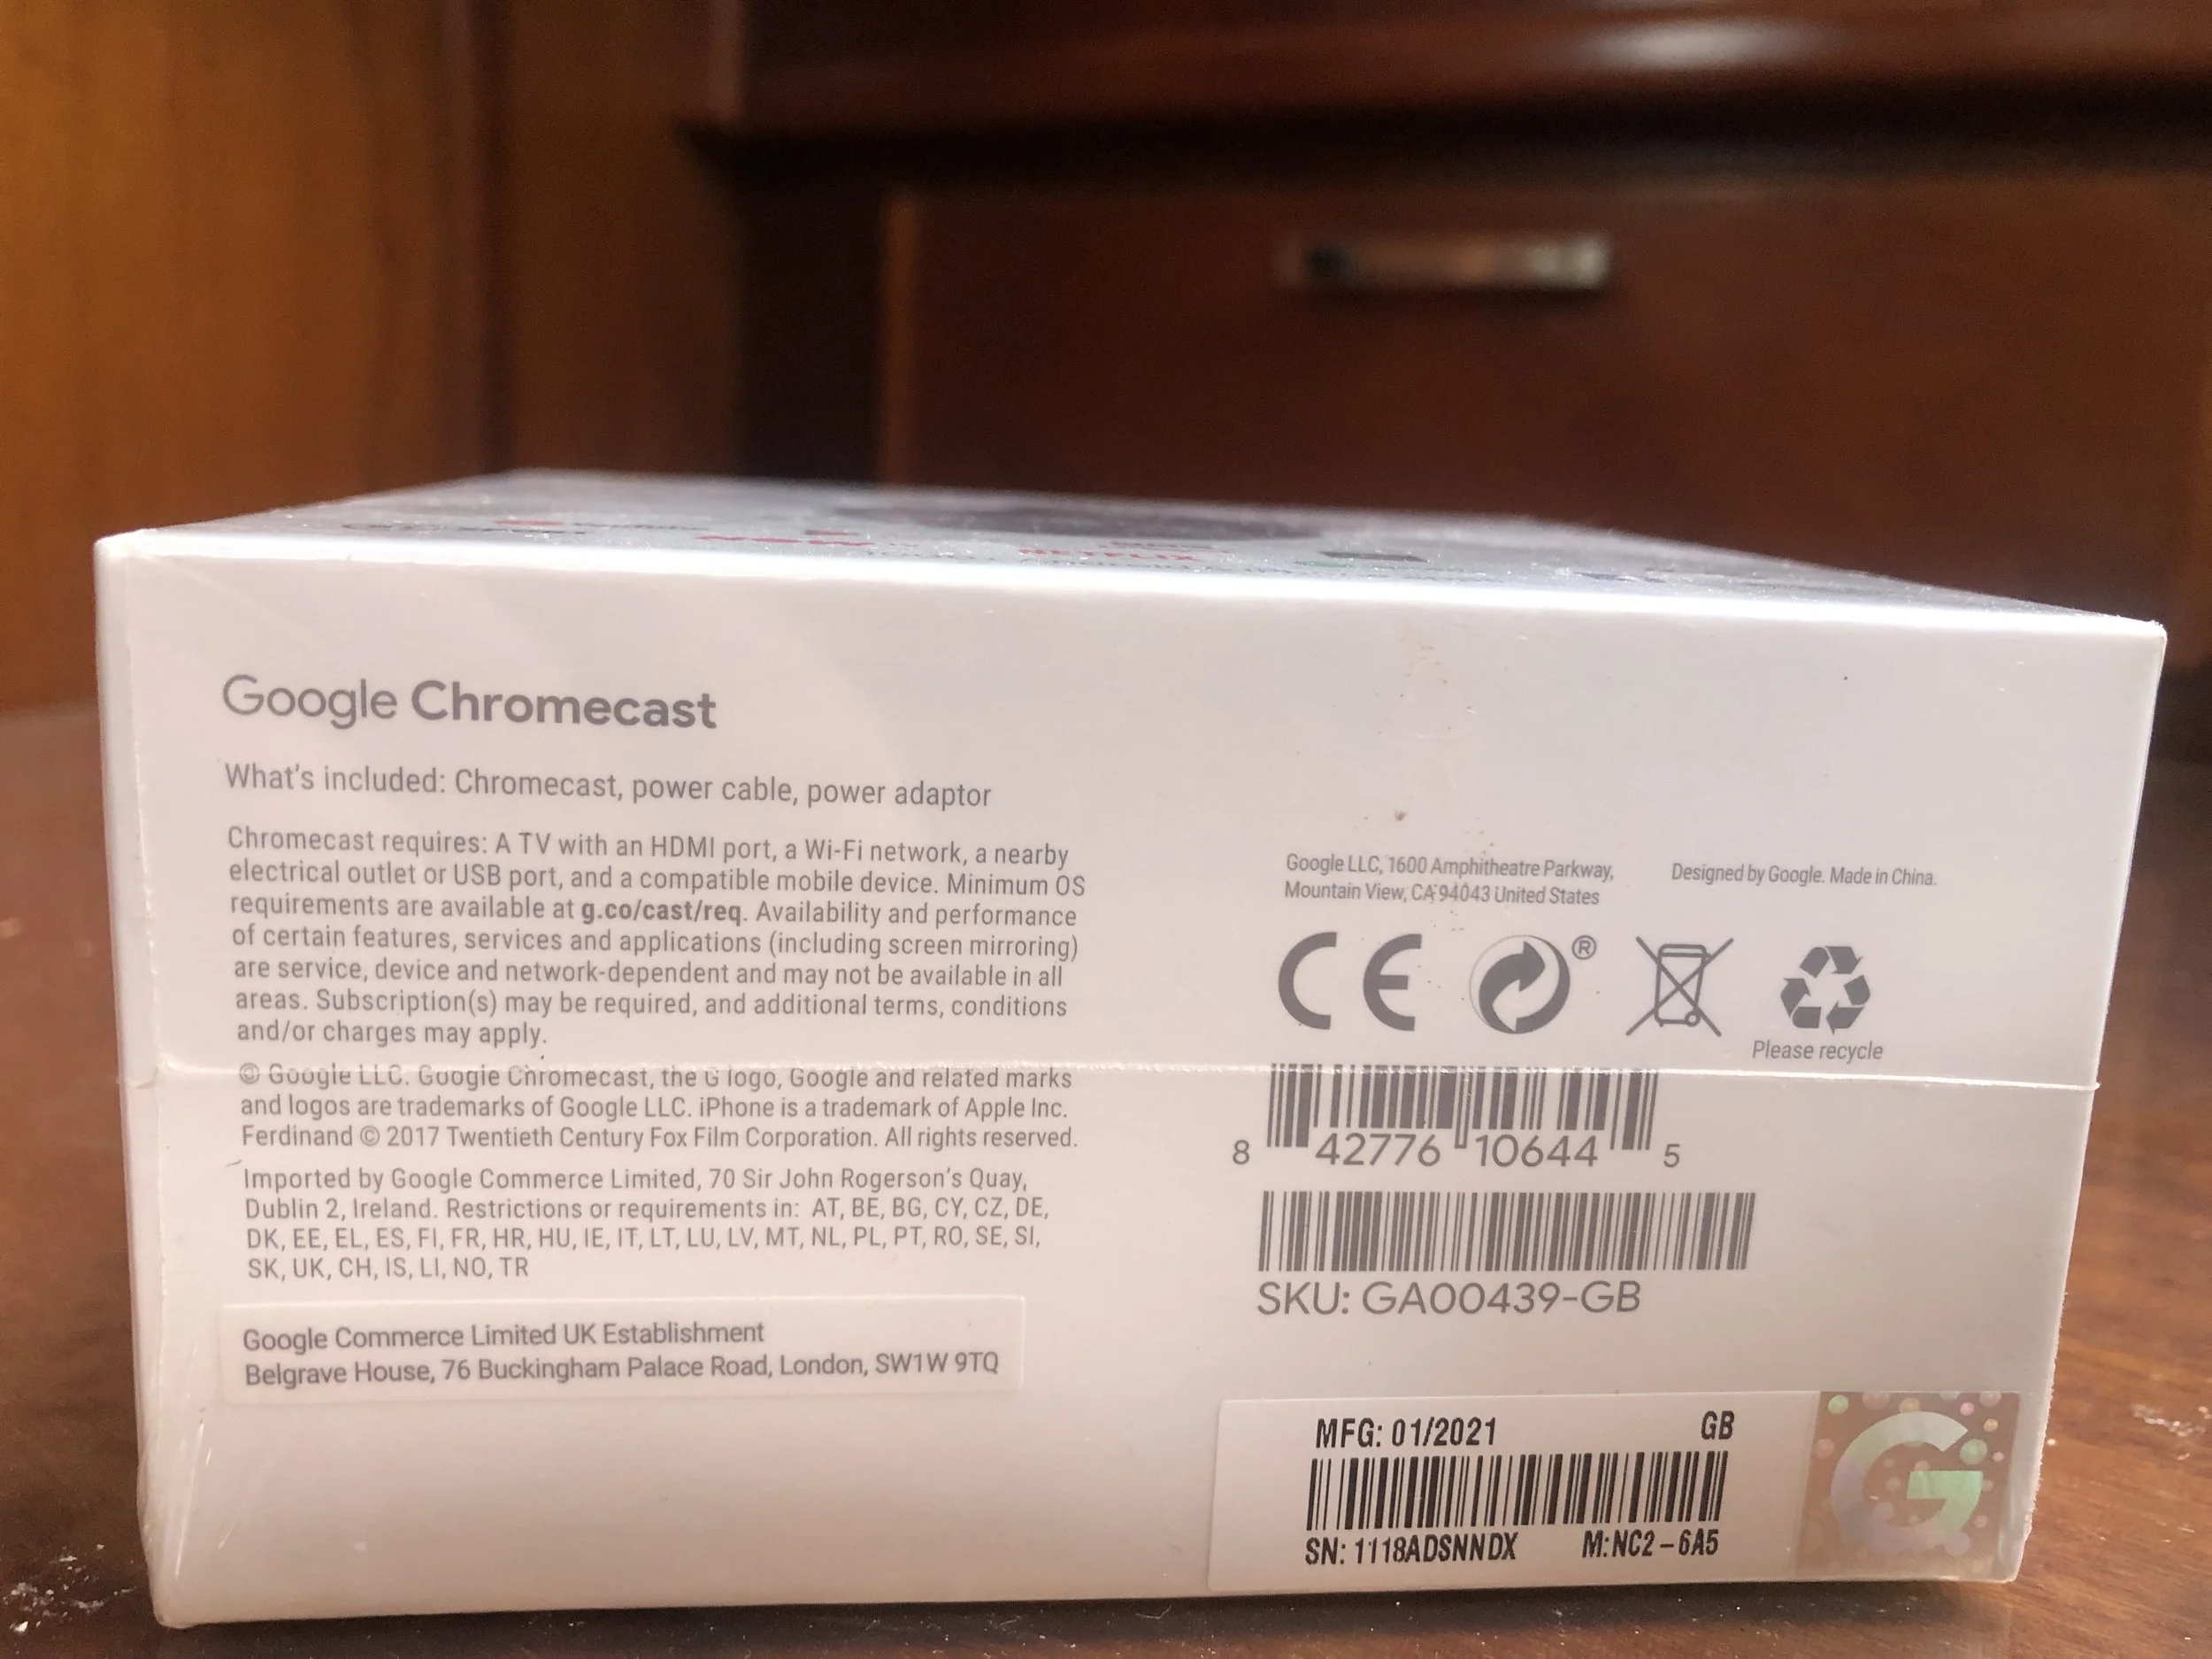 NETFLIX
Google Chromecast
What's included: Chromecast, power cable, power adaptor
Chromecast requires: A TV with an HDMI port, a Wi-Fi network, a nearby
electrical outlet or USB port, and a compatible mobile device. Minimum OS
requirements are available at g.co/cast/req. Availability and performance
of certain features, services and applications (including screen mirroring)
are service, device and network-dependent and may not be available in all
areas. Subscription(s) may be required, and additional terms, conditions
and/or charges may apply.
© Google LLC. Google Chromecast, the G logo, Google and related marks
and logos are trademarks of Google LLC. iPhone is a trademark of Apple Inc.
Ferdinand © 2017 Twentieth Century Fox Film Corporation. All rights reserved.
Imported by Google Commerce Limited, 70 Sir John Rogerson's Quay,
Dublin 2, Ireland. Restrictions or requirements in: AT, BE, BG, CY, CZ, DE,
DK, EE, EL, ES, FI, FR, HR, HU, IE, IT, LT, LU, LV, MT, NL, PL, PT, RO, SE, SI,
SK, UK, CH, IS, LI, NO, TR
Google Commerce Limited UK Establishment
Belgrave House, 76 Buckingham Palace Road, London, SW1W 9TQ
Google LLC, 1600 Amphitheatre Parkway,
Mountain View, CA 94043 United States
Designed by Google. Made in China.
CE ®
Please recycle
8 42776 10644 5
SKU: GA00439-GB
MFG: 01/2021 GB
SN: 1118ADSNNDX M:NC2-6A5
G